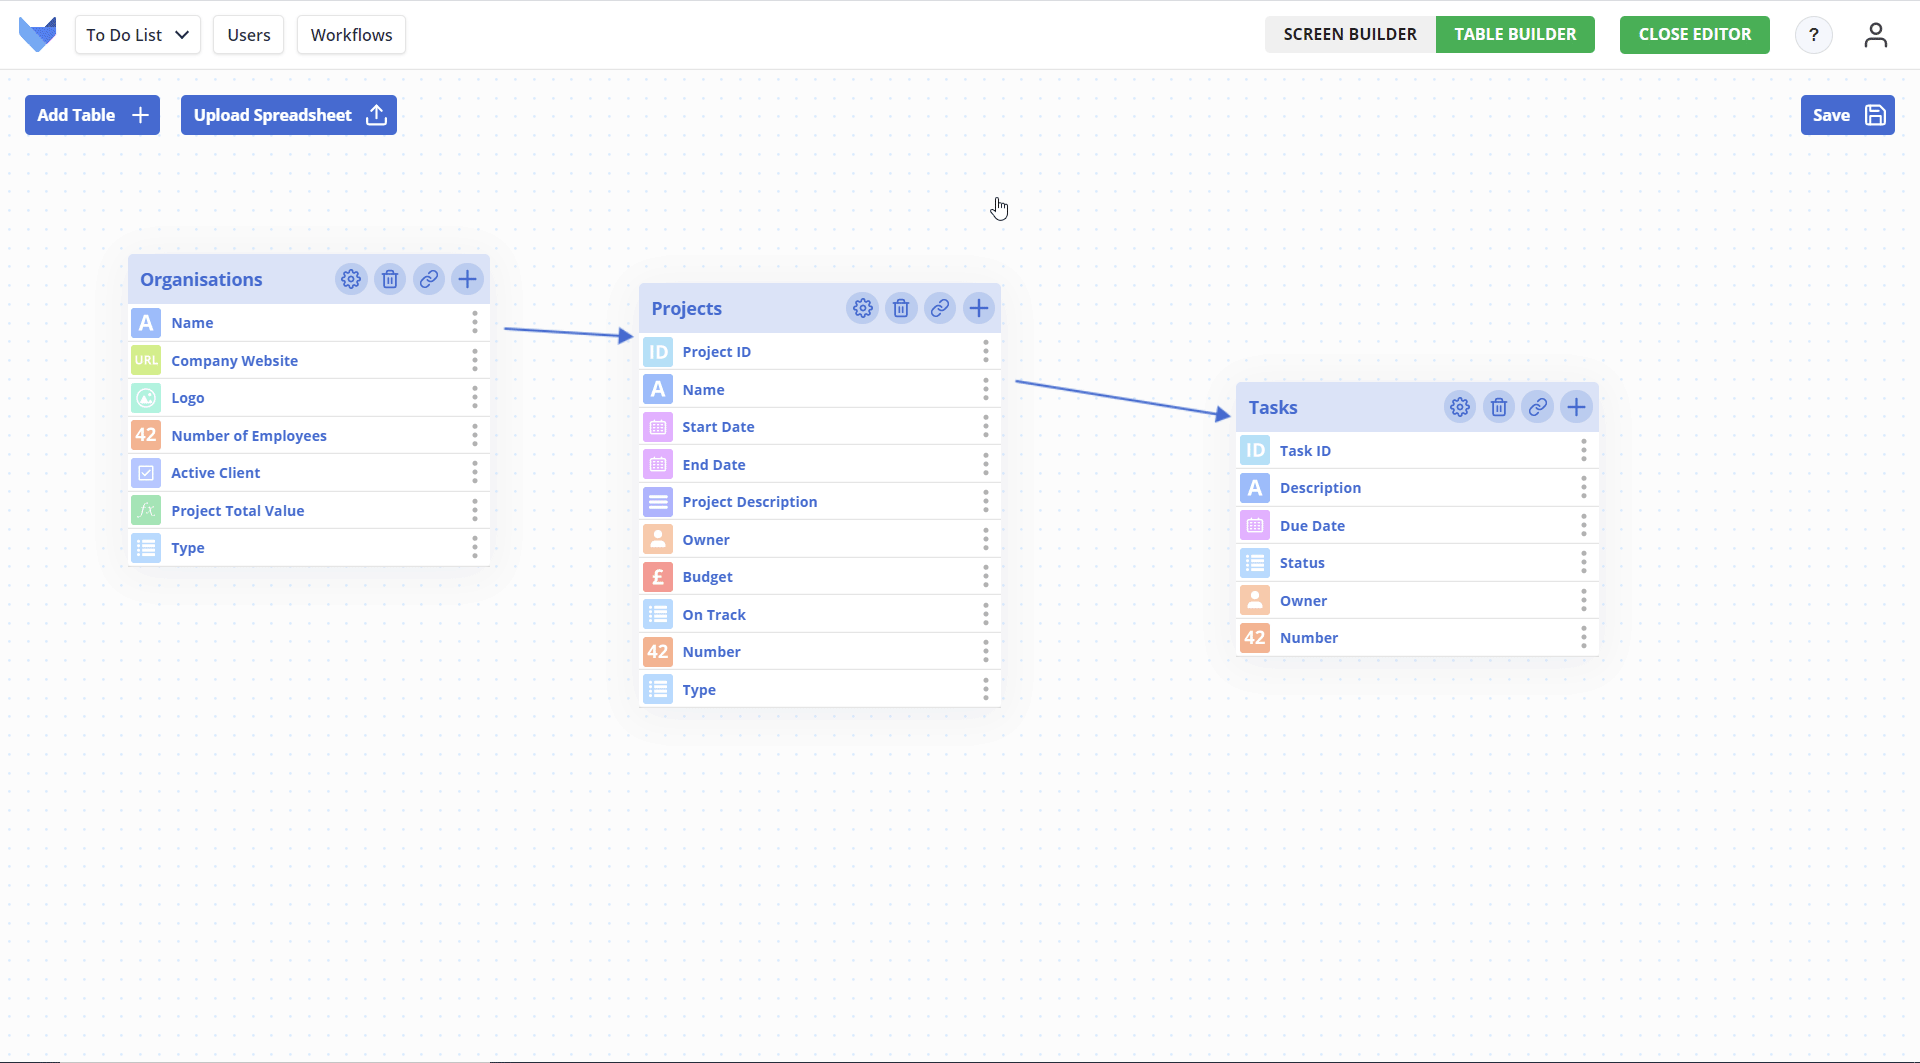 To Do List
Users
Workflows
SCREEN BUILDER
TABLE BUILDER
CLOSE EDITOR
?
Add Table
Upload Spreadsheet
Save
Organisations
A Name
URL Company Website
Logo
42 Number of Employees
Active Client
fx Project Total Value
Type
Projects
ID Project ID
A Name
Start Date
End Date
Project Description
Owner
£ Budget
On Track
42 Number
Type
Tasks
ID Task ID
A Description
Due Date
Status
Owner
42 Number